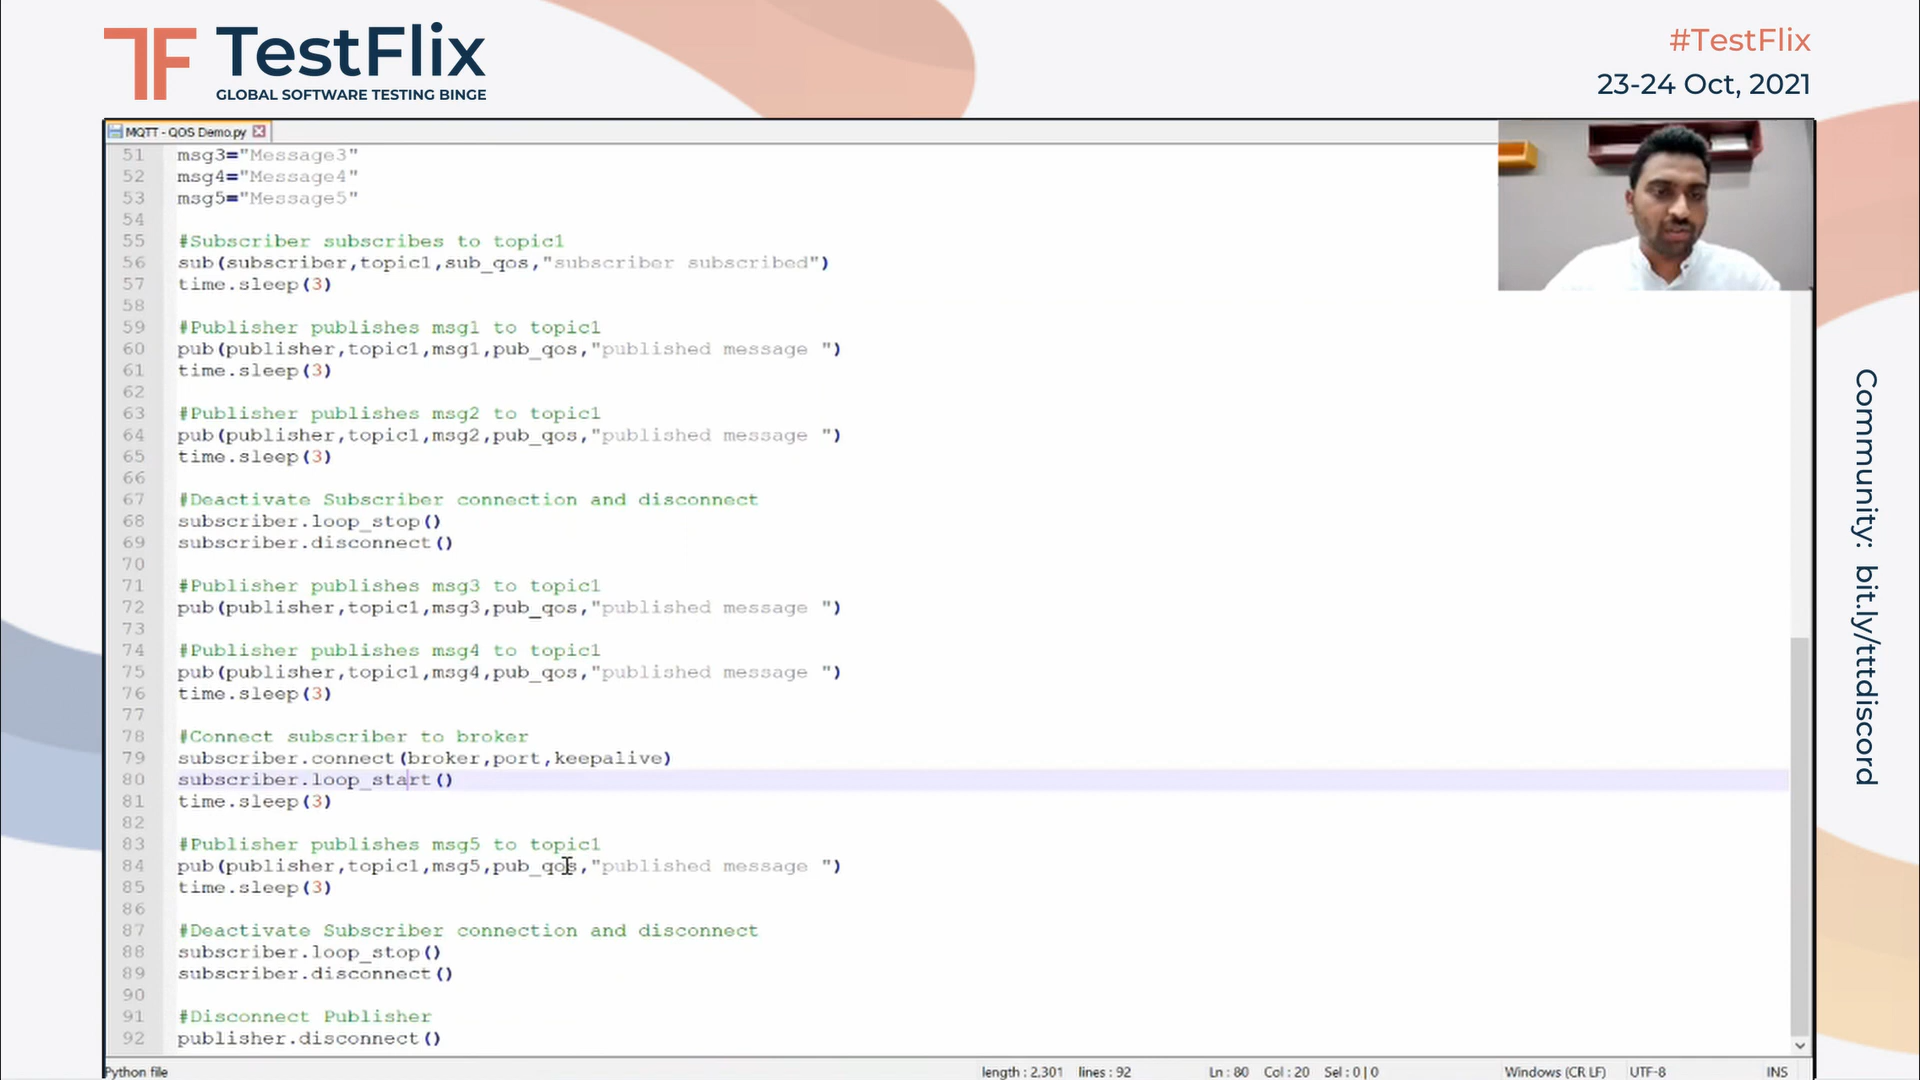 TF TestFlix
GLOBAL SOFTWARE TESTING BINGE
#TestFlix
23-24 Oct, 2021
MQTT - QOS Demo.py
51 msg3="Message3"
52 msg4="Message4"
53 msg5="Message5"
54
55 #Subscriber subscribes to topic1
56 sub(subscriber,topic1,sub_qos,"subscriber subscribed")
57 time.sleep(3)
58
59 #Publisher publishes msg1 to topic1
60 pub(publisher,topic1,msg1,pub_qos,"published message ")
61 time.sleep(3)
62
63 #Publisher publishes msg2 to topic1
64 pub(publisher,topic1,msg2,pub_qos,"published message ")
65 time.sleep(3)
66
67 #Deactivate Subscriber connection and disconnect
68 subscriber.loop_stop()
69 subscriber.disconnect()
70
71 #Publisher publishes msg3 to topic1
72 pub(publisher,topic1,msg3,pub_qos,"published message ")
73
74 #Publisher publishes msg4 to topic1
75 pub(publisher,topic1,msg4,pub_qos,"published message ")
76 time.sleep(3)
77
78 #Connect subscriber to broker
79 subscriber.connect(broker,port,keepalive)
80 subscriber.loop_start()
81 time.sleep(3)
82
83 #Publisher publishes msg5 to topic1
84 pub(publisher,topic1,msg5,pub_qos,"published message ")
85 time.sleep(3)
86
87 #Deactivate Subscriber connection and disconnect
88 subscriber.loop_stop()
89 subscriber.disconnect()
90
91 #Disconnect Publisher
92 publisher.disconnect()
Python file length : 2,301 lines : 92 Ln : 80 Col : 20 Sel : 0 | 0 Windows (CR LF) UTF-8 INS
Community: bit.ly/tttdiscord